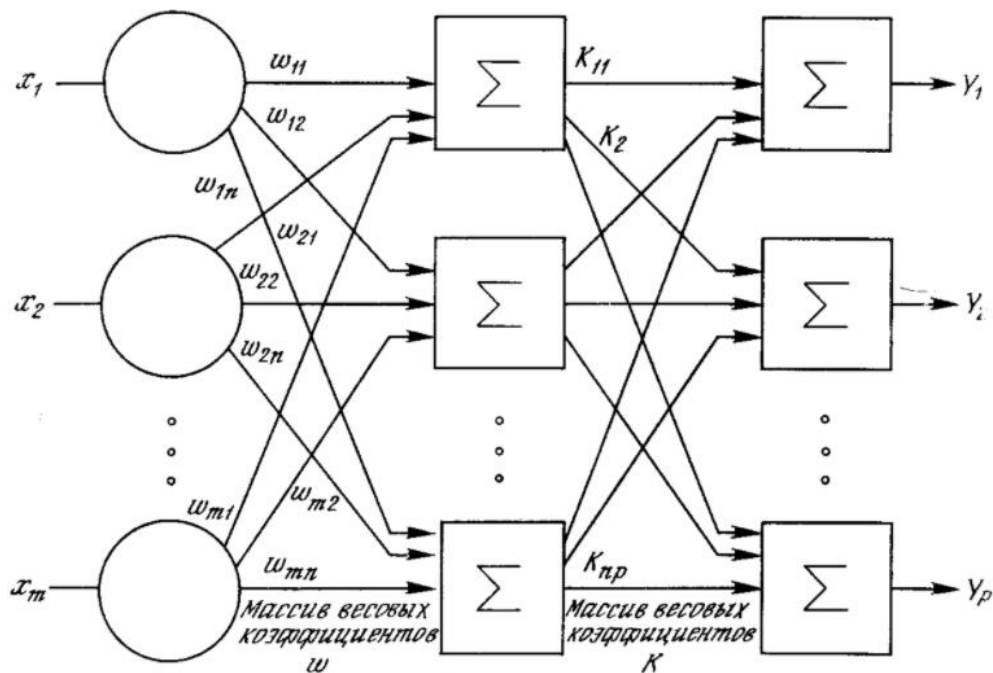 x₁
w₁₁
Σ
K₁₁
Σ
Y₁
w₁₂
K₂
w₁ₙ
w₂₁
x₂
w₂₂
Σ
Σ
Y₂
w₂ₙ
wₘ₁
wₘ₂
xₘ
wₘₙ
Σ
Kₙₚ
Σ
Yₚ
Массив весовых
коэффициентов
w
Массив весовых
коэффициентов
K